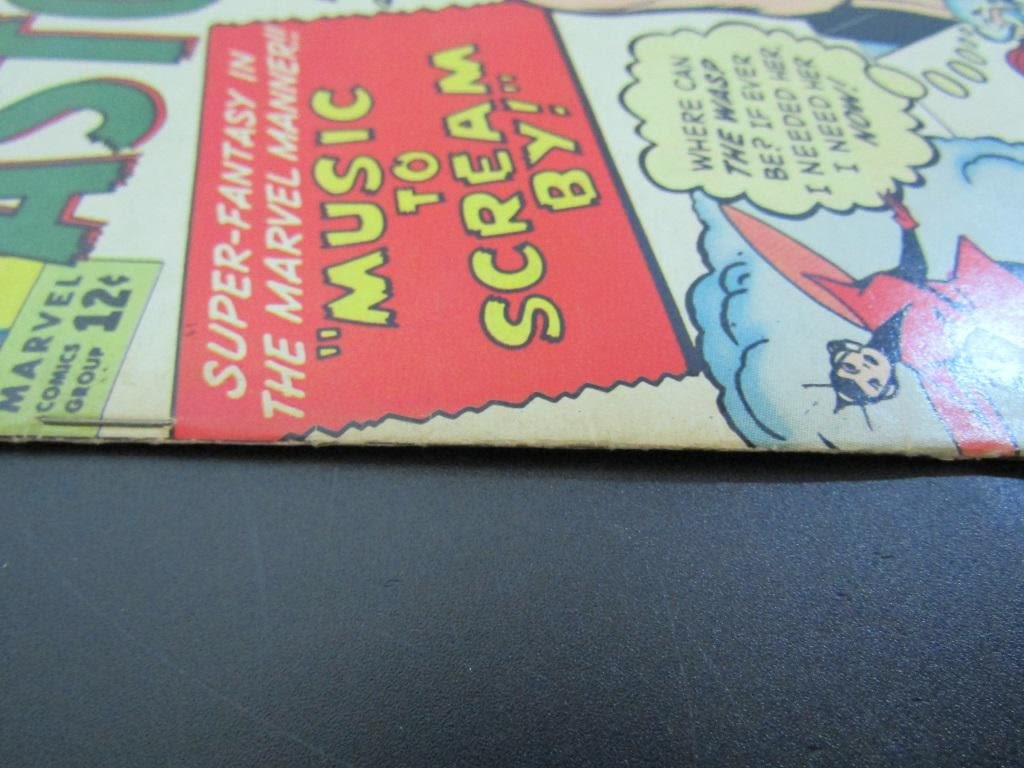 ASTO
MARVEL
COMICS
GROUP 12¢
"SUPER-FANTASY IN
THE MARVEL MANNER!!
"MUSIC
TO
SCREAM
BY!"
WHERE CAN
THE WASP
BE? IF EVER
I NEEDED HER
I NEED HER
NOW!